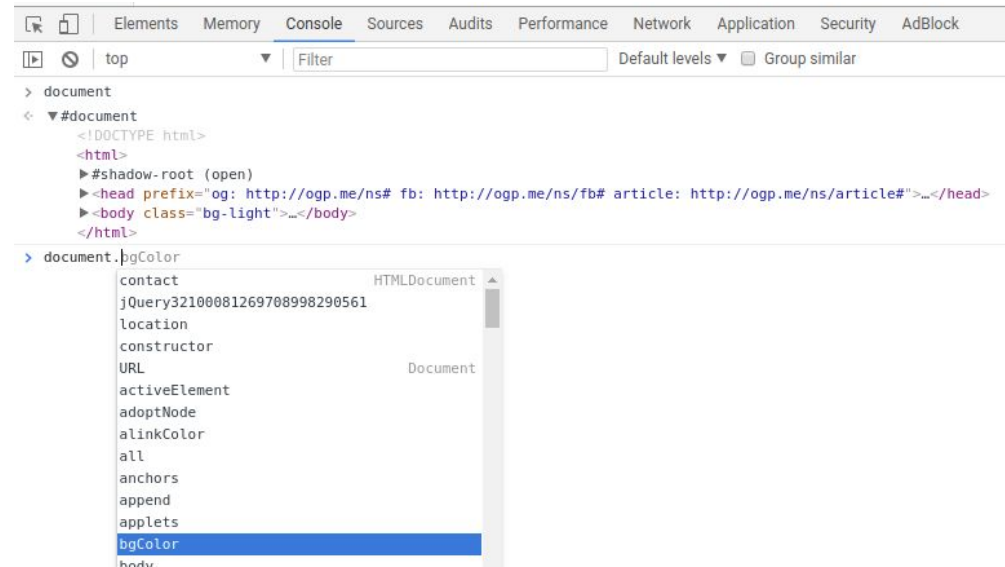 Elements Memory Console Sources Audits Performance Network Application Security AdBlock
top ▼ Filter Default levels ▼ Group similar
> document
<· ▼#document
<!DOCTYPE html>
<html>
▶#shadow-root (open)
▶<head prefix="og: http://ogp.me/ns# fb: http://ogp.me/ns/fb# article: http://ogp.me/ns/article#">…</head>
▶<body class="bg-light">…</body>
</html>
> document.bgColor
contact HTMLDocument
jQuery32100081269708998290561
location
constructor
URL Document
activeElement
adoptNode
alinkColor
all
anchors
append
applets
bgColor
body